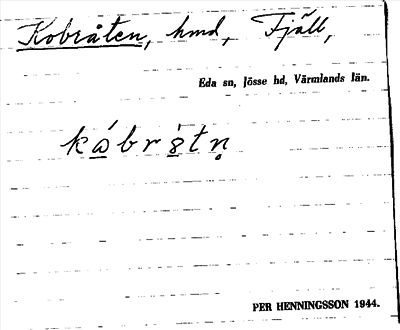 Kobråten, hmd, Fjäll,
Eda sn, Jösse hd, Värmlands län.
PER HENNINGSSON 1944.